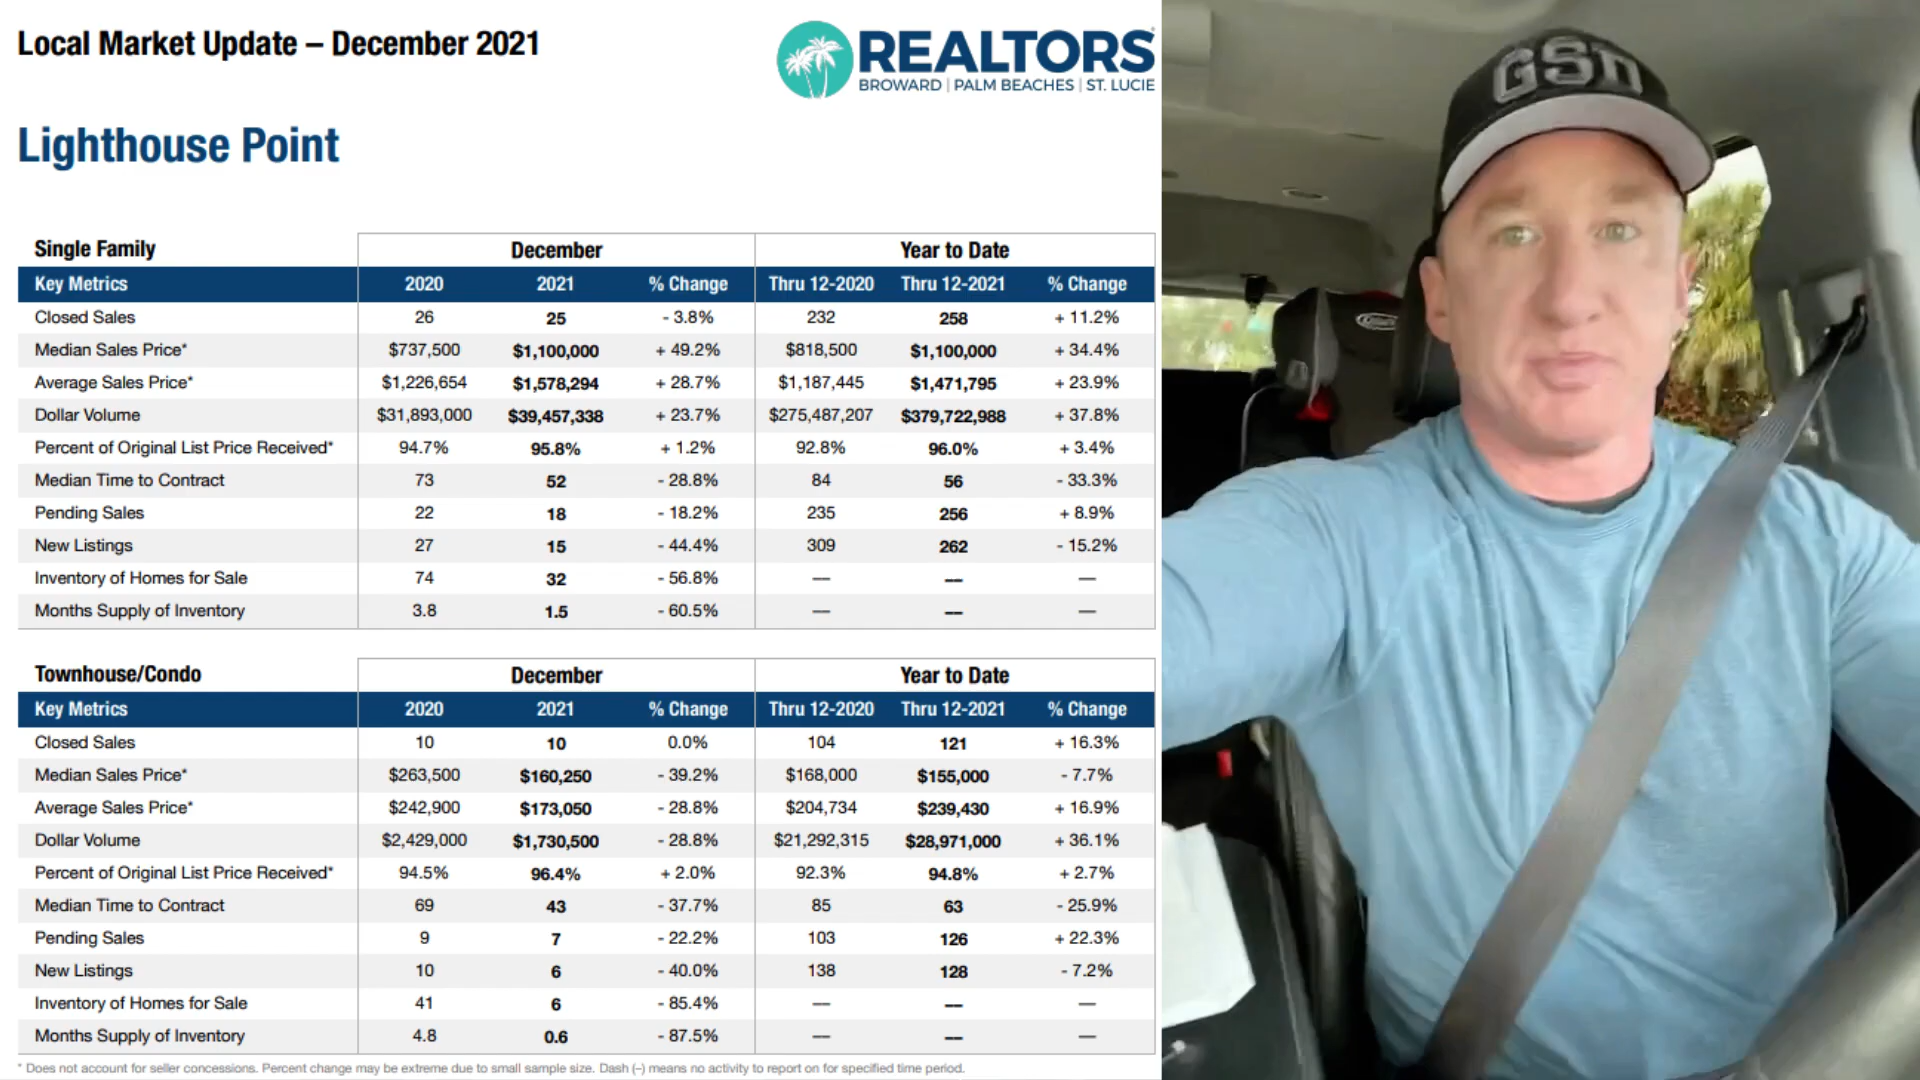 Local Market Update – December 2021
REALTORS
BROWARD | PALM BEACHES | ST. LUCIE
Lighthouse Point
Single Family December Year to Date
Key Metrics 2020 2021 % Change Thru 12-2020 Thru 12-2021 % Change
Closed Sales 26 25 - 3.8% 232 258 + 11.2%
Median Sales Price* $737,500 $1,100,000 + 49.2% $818,500 $1,100,000 + 34.4%
Average Sales Price* $1,226,654 $1,578,294 + 28.7% $1,187,445 $1,471,795 + 23.9%
Dollar Volume $31,893,000 $39,457,338 + 23.7% $275,487,207 $379,722,988 + 37.8%
Percent of Original List Price Received* 94.7% 95.8% + 1.2% 92.8% 96.0% + 3.4%
Median Time to Contract 73 52 - 28.8% 84 56 - 33.3%
Pending Sales 22 18 - 18.2% 235 256 + 8.9%
New Listings 27 15 - 44.4% 309 262 - 15.2%
Inventory of Homes for Sale 74 32 - 56.8% — — —
Months Supply of Inventory 3.8 1.5 - 60.5% — — —
Townhouse/Condo December Year to Date
Key Metrics 2020 2021 % Change Thru 12-2020 Thru 12-2021 % Change
Closed Sales 10 10 0.0% 104 121 + 16.3%
Median Sales Price* $263,500 $160,250 - 39.2% $168,000 $155,000 - 7.7%
Average Sales Price* $242,900 $173,050 - 28.8% $204,734 $239,430 + 16.9%
Dollar Volume $2,429,000 $1,730,500 - 28.8% $21,292,315 $28,971,000 + 36.1%
Percent of Original List Price Received* 94.5% 96.4% + 2.0% 92.3% 94.8% + 2.7%
Median Time to Contract 69 43 - 37.7% 85 63 - 25.9%
Pending Sales 9 7 - 22.2% 103 126 + 22.3%
New Listings 10 6 - 40.0% 138 128 - 7.2%
Inventory of Homes for Sale 41 6 - 85.4% — — —
Months Supply of Inventory 4.8 0.6 - 87.5% — — —
* Does not account for seller concessions. Percent change may be extreme due to small sample size. Dash (–) means no activity to report on for specified time period.
GSD